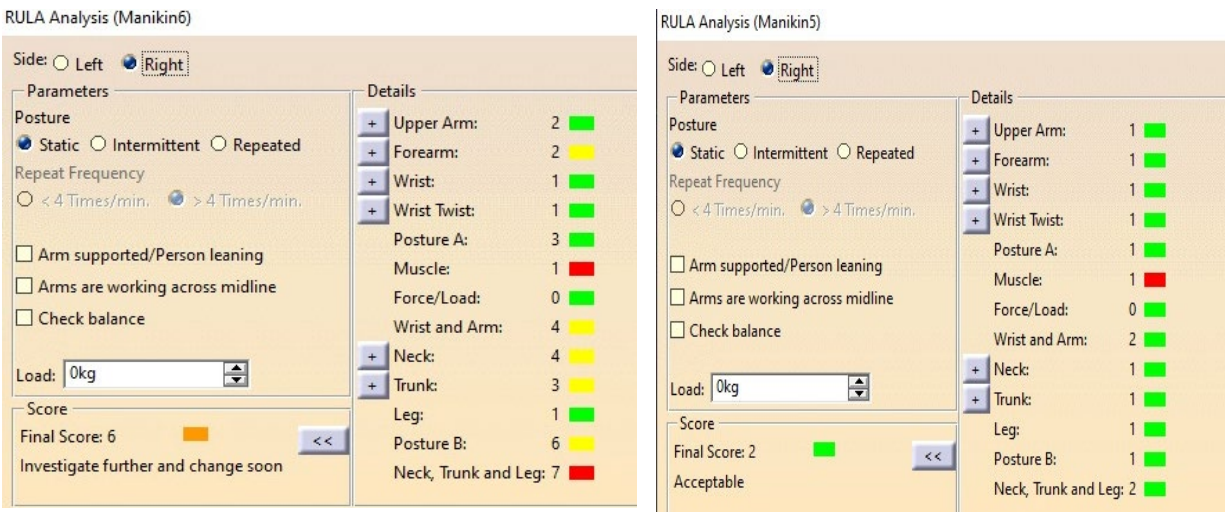 RULA Analysis (Manikin6)
Side: Left Right
Parameters
Posture
Static Intermittent Repeated
Repeat Frequency
< 4 Times/min. > 4 Times/min.
Arm supported/Person leaning
Arms are working across midline
Check balance
Load: 0kg
Score
Final Score: 6
<<
Investigate further and change soon
Details
+ Upper Arm: 2
+ Forearm: 2
+ Wrist: 1
+ Wrist Twist: 1
Posture A: 3
Muscle: 1
Force/Load: 0
Wrist and Arm: 4
+ Neck: 4
+ Trunk: 3
Leg: 1
Posture B: 6
Neck, Trunk and Leg: 7
RULA Analysis (Manikin5)
Side: Left Right
Parameters
Posture
Static Intermittent Repeated
Repeat Frequency
< 4 Times/min. > 4 Times/min.
Arm supported/Person leaning
Arms are working across midline
Check balance
Load: 0kg
Score
Final Score: 2
<<
Acceptable
Details
+ Upper Arm: 1
+ Forearm: 1
+ Wrist: 1
+ Wrist Twist: 1
Posture A: 1
Muscle: 1
Force/Load: 0
Wrist and Arm: 2
+ Neck: 1
+ Trunk: 1
Leg: 1
Posture B: 1
Neck, Trunk and Leg: 2